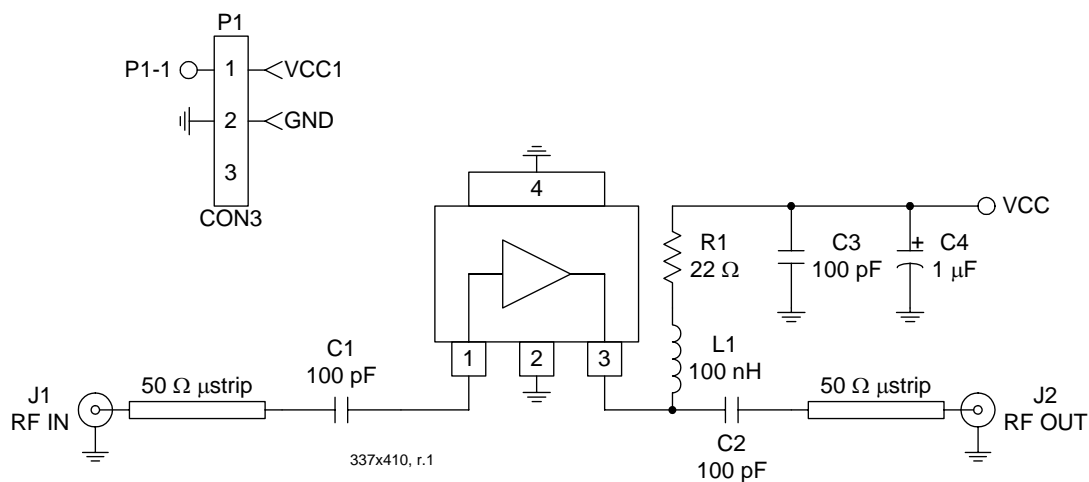 P1
P1-1
1
VCC1
2
GND
3
CON3
4
VCC
R1
22 Ω
C3
100 pF
+
C4
1 μF
1
2
3
L1
100 nH
C1
100 pF
J1
RF IN
50 Ω μstrip
50 Ω μstrip
J2
RF OUT
C2
100 pF
337x410, r.1